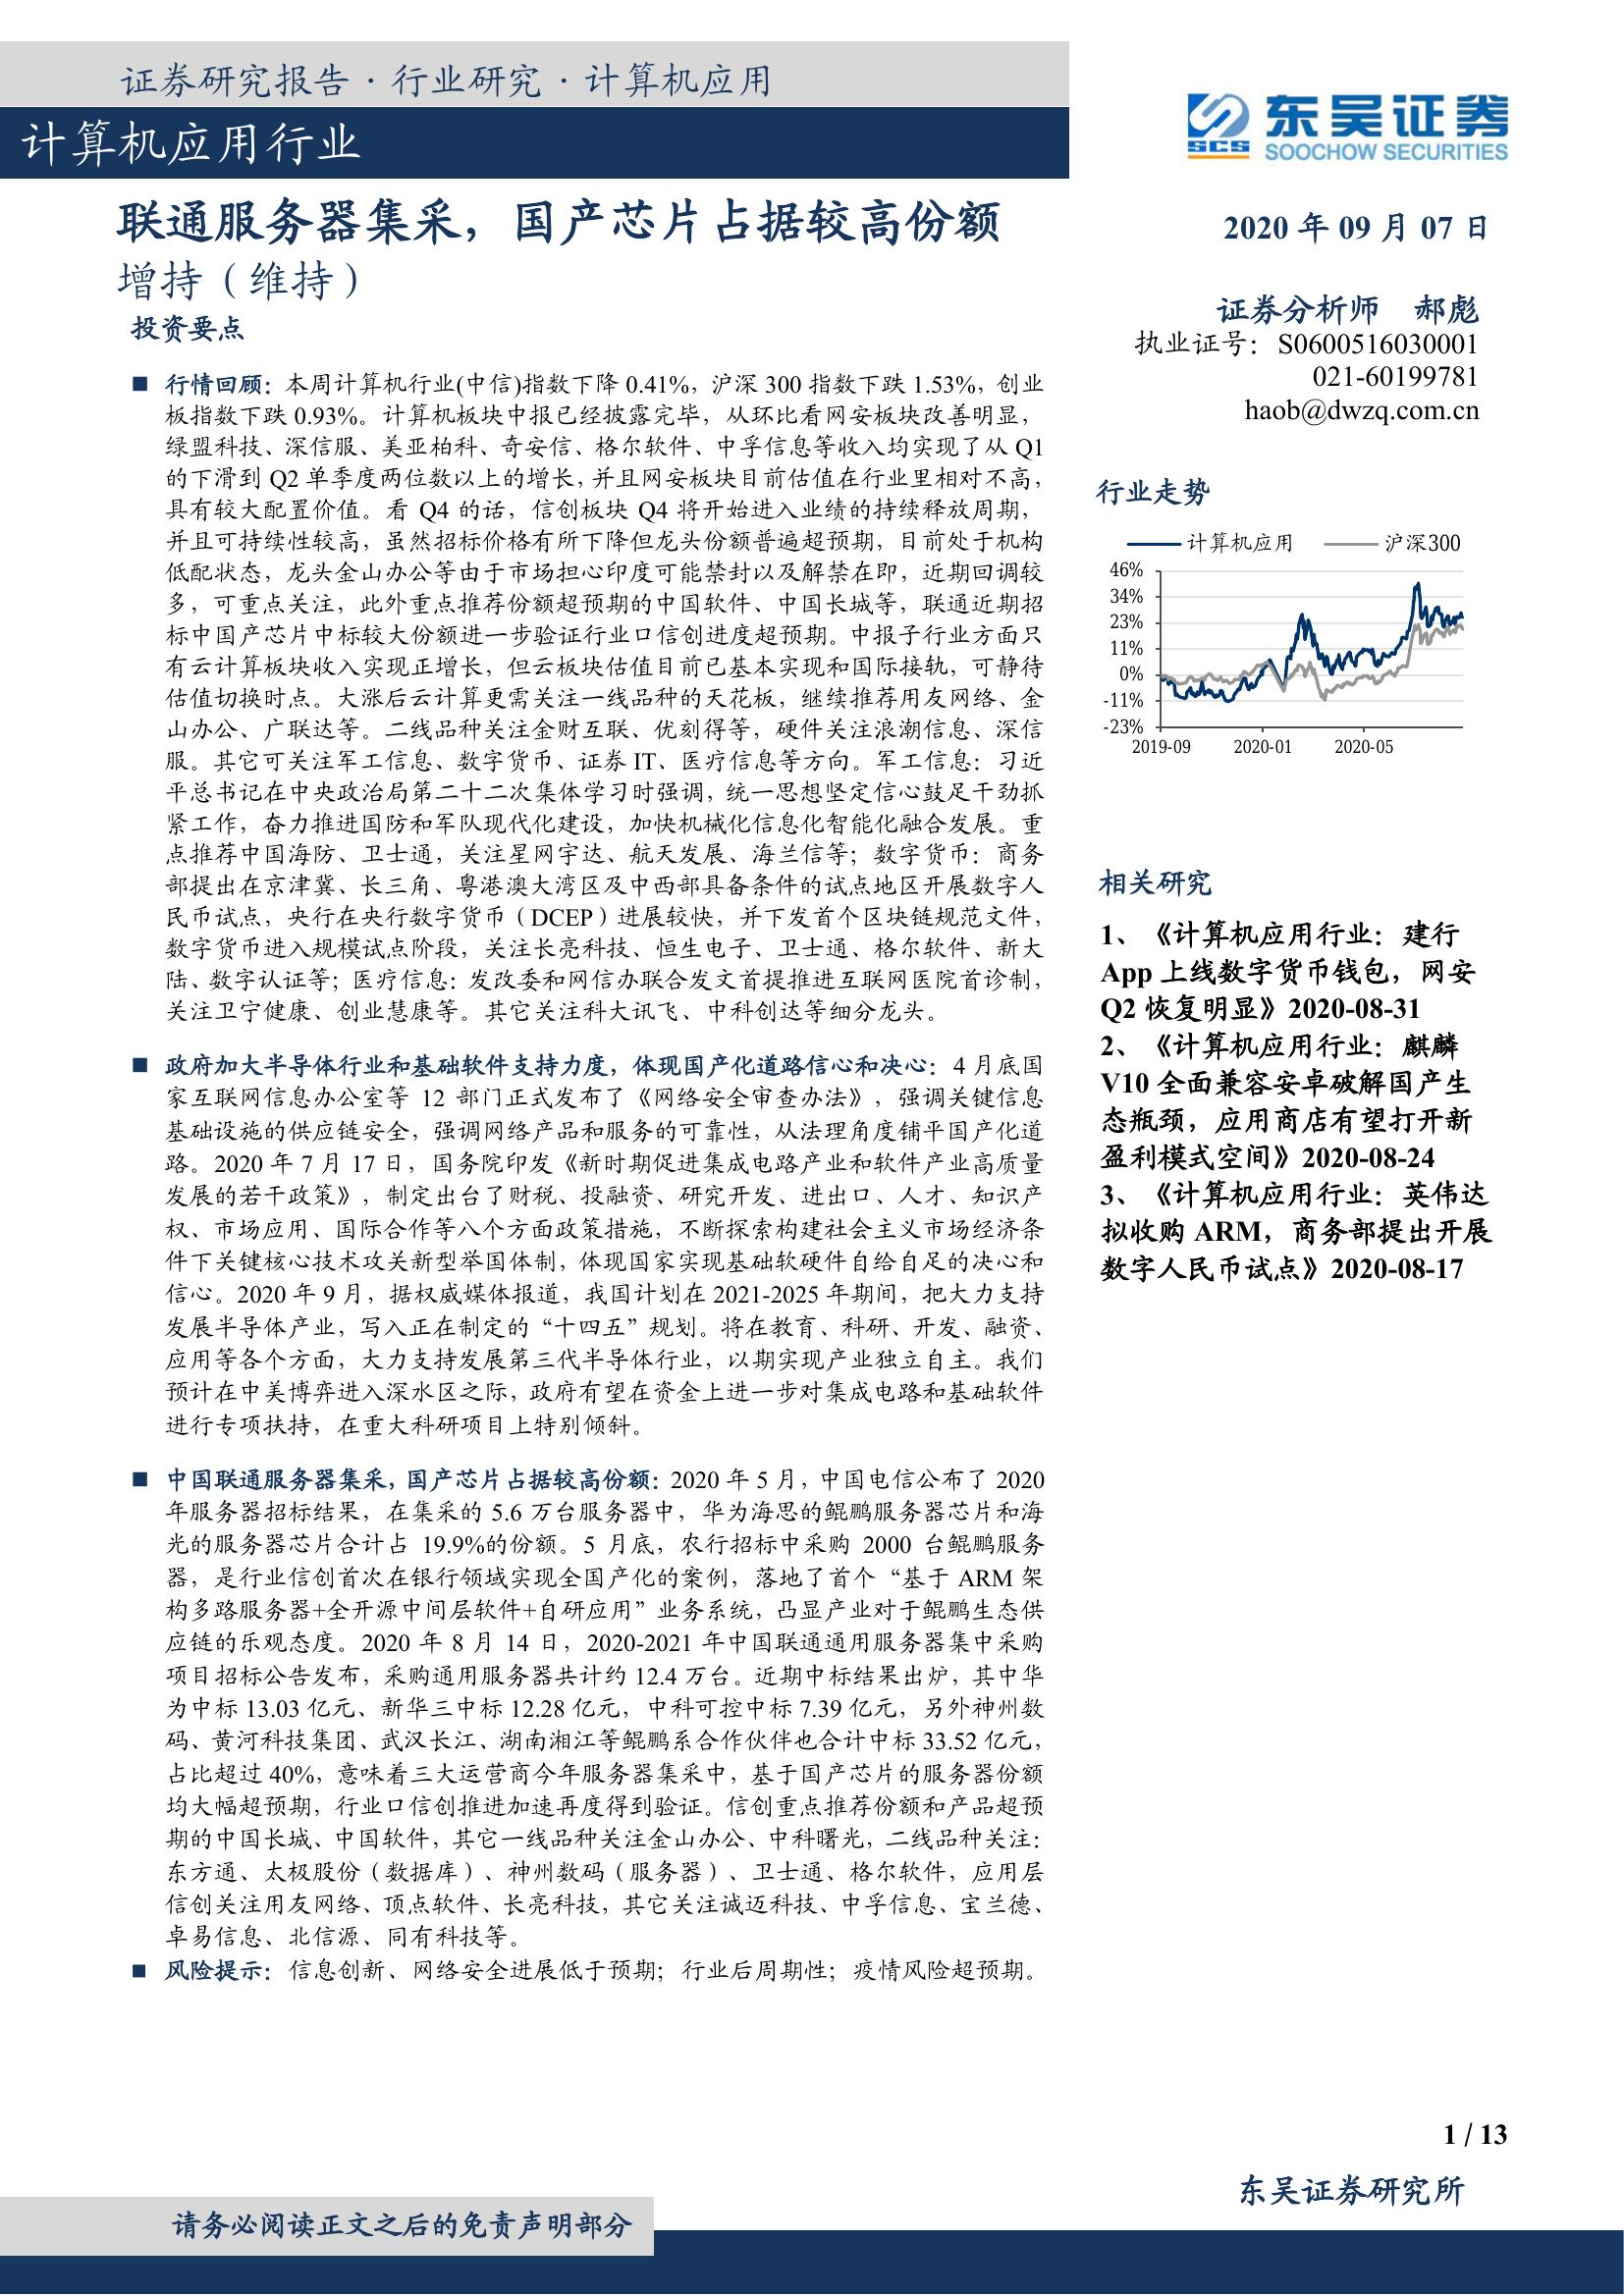 证券研究报告·行业研究·计算机应用
计算机应用行业
东吴证券
SCS
SOOCHOW SECURITIES
联通服务器集采，国产芯片占据较高份额
增持（维持）
投资要点
■ 行情回顾：本周计算机行业(中信)指数下降 0.41%，沪深 300 指数下跌 1.53%，创业
板指数下跌 0.93%。计算机板块中报已经披露完毕，从环比看网安板块改善明显，
绿盟科技、深信服、美亚柏科、奇安信、格尔软件、中孚信息等收入均实现了从 Q1
的下滑到 Q2 单季度两位数以上的增长，并且网安板块目前估值在行业里相对不高，
具有较大配置价值。看 Q4 的话，信创板块 Q4 将开始进入业绩的持续释放周期，
并且可持续性较高，虽然招标价格有所下降但龙头份额普遍超预期，目前处于机构
低配状态，龙头金山办公等由于市场担心印度可能禁封以及解禁在即，近期回调较
多，可重点关注，此外重点推荐份额超预期的中国软件、中国长城等，联通近期招
标中国产芯片中标较大份额进一步验证行业口信创进度超预期。中报子行业方面只
有云计算板块收入实现正增长，但云板块估值目前已基本实现和国际接轨，可静待
估值切换时点。大涨后云计算更需关注一线品种的天花板，继续推荐用友网络、金
山办公、广联达等。二线品种关注金财互联、优刻得等，硬件关注浪潮信息、深信
服。其它可关注军工信息、数字货币、证券 IT、医疗信息等方向。军工信息：习近
平总书记在中央政治局第二十二次集体学习时强调，统一思想坚定信心鼓足干劲抓
紧工作，奋力推进国防和军队现代化建设，加快机械化信息化智能化融合发展。重
点推荐中国海防、卫士通，关注星网宇达、航天发展、海兰信等；数字货币：商务
部提出在京津冀、长三角、粤港澳大湾区及中西部具备条件的试点地区开展数字人
民币试点，央行在央行数字货币（DCEP）进展较快，并下发首个区块链规范文件，
数字货币进入规模试点阶段，关注长亮科技、恒生电子、卫士通、格尔软件、新大
陆、数字认证等；医疗信息：发改委和网信办联合发文首提推进互联网医院首诊制，
关注卫宁健康、创业慧康等。其它关注科大讯飞、中科创达等细分龙头。
■ 政府加大半导体行业和基础软件支持力度，体现国产化道路信心和决心：4 月底国
家互联网信息办公室等 12 部门正式发布了《网络安全审查办法》，强调关键信息
基础设施的供应链安全，强调网络产品和服务的可靠性，从法理角度铺平国产化道
路。2020 年 7 月 17 日，国务院印发《新时期促进集成电路产业和软件产业高质量
发展的若干政策》，制定出台了财税、投融资、研究开发、进出口、人才、知识产
权、市场应用、国际合作等八个方面政策措施，不断探索构建社会主义市场经济条
件下关键核心技术攻关新型举国体制，体现国家实现基础软硬件自给自足的决心和
信心。2020 年 9 月，据权威媒体报道，我国计划在 2021-2025 年期间，把大力支持
发展半导体产业，写入正在制定的“十四五”规划。将在教育、科研、开发、融资、
应用等各个方面，大力支持发展第三代半导体行业，以期实现产业独立自主。我们
预计在中美博弈进入深水区之际，政府有望在资金上进一步对集成电路和基础软件
进行专项扶持，在重大科研项目上特别倾斜。
■ 中国联通服务器集采，国产芯片占据较高份额：2020 年 5 月，中国电信公布了 2020
年服务器招标结果，在集采的 5.6 万台服务器中，华为海思的鲲鹏服务器芯片和海
光的服务器芯片合计占 19.9%的份额。5 月底，农行招标中采购 2000 台鲲鹏服务
器，是行业信创首次在银行领域实现全国产化的案例，落地了首个“基于 ARM 架
构多路服务器+全开源中间层软件+自研应用”业务系统，凸显产业对于鲲鹏生态供
应链的乐观态度。2020 年 8 月 14 日，2020-2021 年中国联通通用服务器集中采购
项目招标公告发布，采购通用服务器共计约 12.4 万台。近期中标结果出炉，其中华
为中标 13.03 亿元、新华三中标 12.28 亿元，中科可控中标 7.39 亿元，另外神州数
码、黄河科技集团、武汉长江、湖南湘江等鲲鹏系合作伙伴也合计中标 33.52 亿元，
占比超过 40%，意味着三大运营商今年服务器集采中，基于国产芯片的服务器份额
均大幅超预期，行业口信创推进加速再度得到验证。信创重点推荐份额和产品超预
期的中国长城、中国软件，其它一线品种关注金山办公、中科曙光，二线品种关注：
东方通、太极股份（数据库）、神州数码（服务器）、卫士通、格尔软件，应用层
信创关注用友网络、顶点软件、长亮科技，其它关注诚迈科技、中孚信息、宝兰德、
卓易信息、北信源、同有科技等。
■ 风险提示：信息创新、网络安全进展低于预期；行业后周期性；疫情风险超预期。
2020 年 09 月 07 日
证券分析师 郝彪
执业证号：S0600516030001
021-60199781
haob@dwzq.com.cn
行业走势
计算机应用 沪深300
46%
34%
23%
11%
0%
-11%
-23%
2019-09 2020-01 2020-05
相关研究
1、《计算机应用行业：建行
App 上线数字货币钱包，网安
Q2 恢复明显》2020-08-31
2、《计算机应用行业：麒麟
V10 全面兼容安卓破解国产生
态瓶颈，应用商店有望打开新
盈利模式空间》2020-08-24
3、《计算机应用行业：英伟达
拟收购 ARM，商务部提出开展
数字人民币试点》2020-08-17
1 / 13
东吴证券研究所
请务必阅读正文之后的免责声明部分